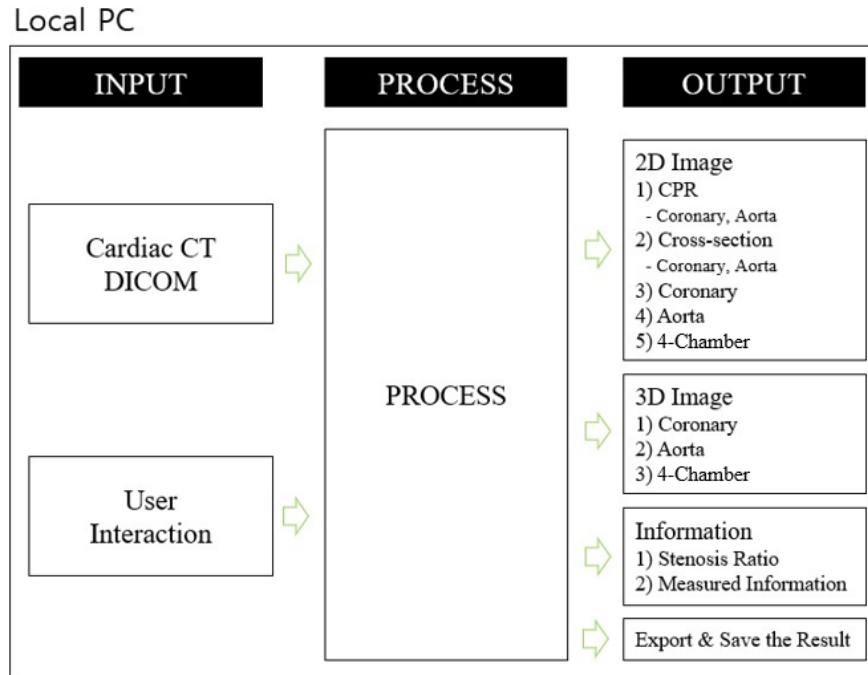 Local PC
INPUT
PROCESS
OUTPUT
Cardiac CT
DICOM
User
Interaction
PROCESS
2D Image
1) CPR
- Coronary, Aorta
2) Cross-section
- Coronary, Aorta
3) Coronary
4) Aorta
5) 4-Chamber
3D Image
1) Coronary
2) Aorta
3) 4-Chamber
Information
1) Stenosis Ratio
2) Measured Information
Export & Save the Result